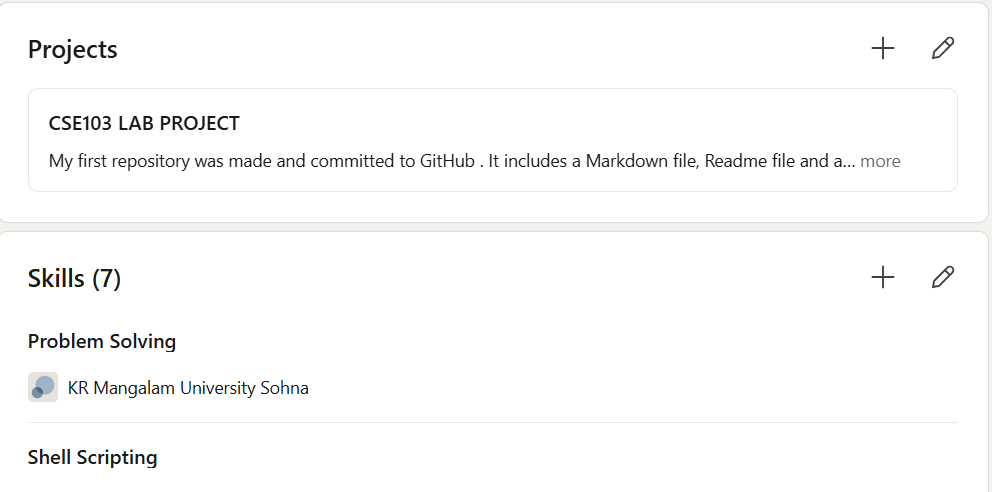 Projects
CSE103 LAB PROJECT
My first repository was made and committed to GitHub . It includes a Markdown file, Readme file and a... more
Skills (7)
Problem Solving
KR Mangalam University Sohna
Shell Scripting